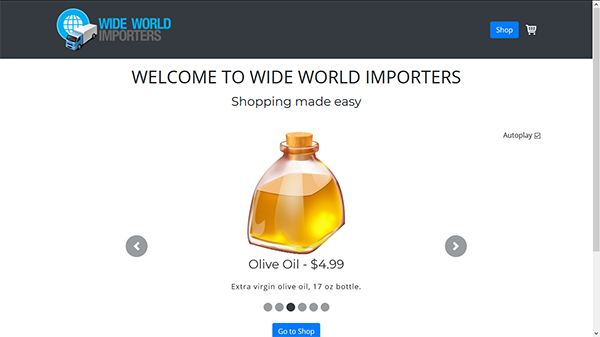 WIDE WORLD
IMPORTERS
Shop
WELCOME TO WIDE WORLD IMPORTERS
Shopping made easy
Autoplay
Olive Oil - $4.99
Extra virgin olive oil, 17 oz bottle.
Go to Shop